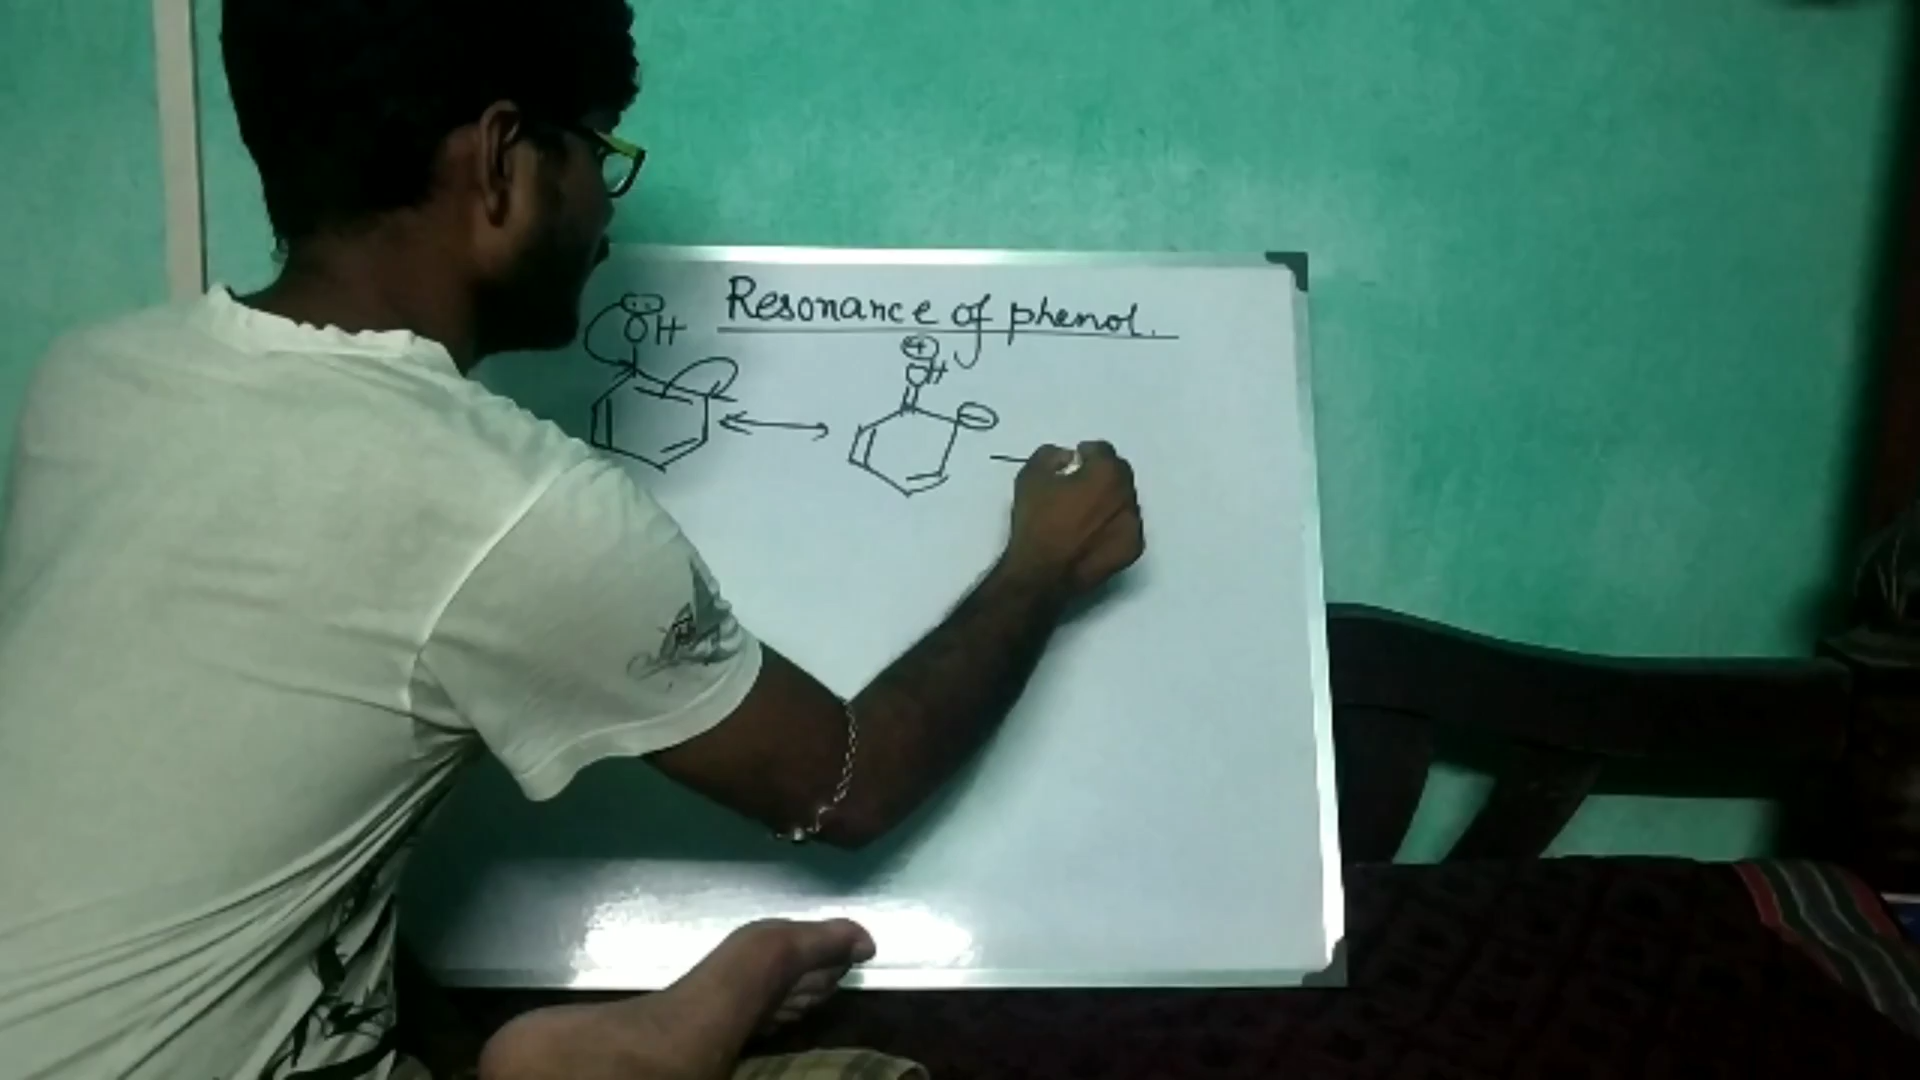 Resonance of phenol.
OH
⊕
OH
⊖